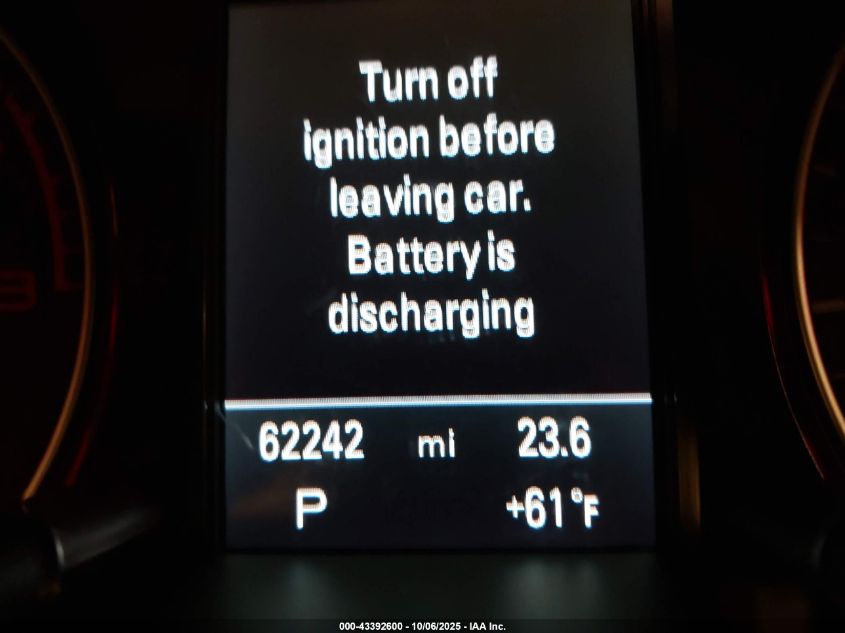 Turn off
ignition before
leaving car.
Battery is
discharging
62242 mi 23.6
P +61°F
000-43392600 - 10/06/2025 - IAA Inc.